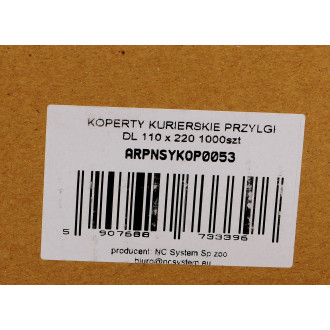 KOPERTY KURIERSKIE PRZYLGI
DL 110 x 220 1000szt
ARPNSYKOP0053
5 907688 733396
producent: NC System Sp zoo
biuro@ncsystem.eu